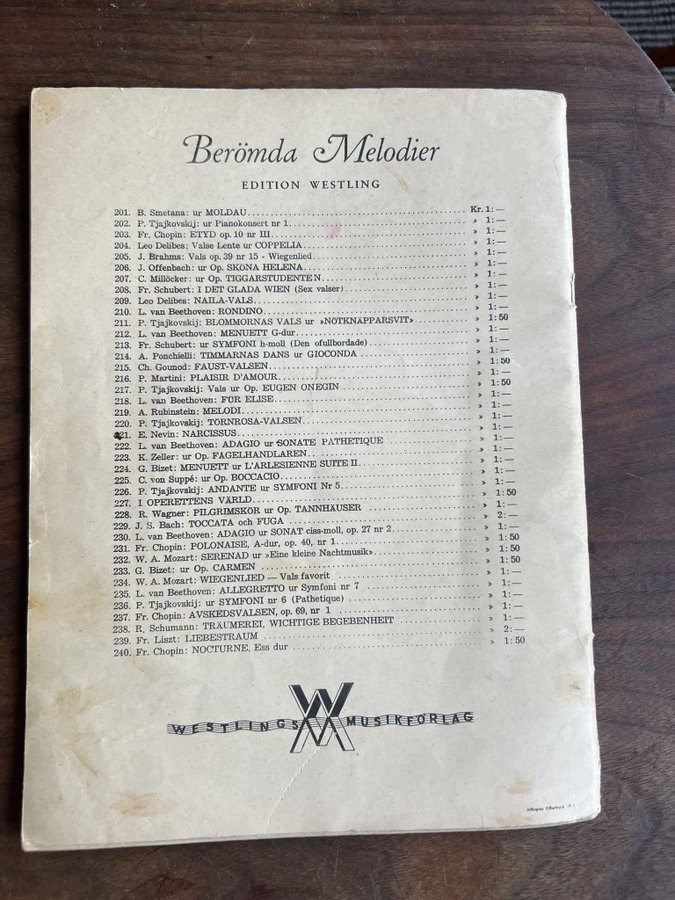 Berömda Melodier
EDITION WESTLING
201. B. Smetana: ur MOLDAU Kr. 1: —
202. P. Tjajkovskij: ur Pianokonsert nr 1 » 1: —
203. Fr. Chopin: ETYD op. 10 nr III » 1: —
204. Leo Delibes: Valse Lente ur COPPELIA » 1: —
205. J. Brahms: Vals op. 39 nr 15 - Wiegenlied » 1: —
206. J. Offenbach: ur Op. SKÖNA HELENA » 1: —
207. C. Millöcker: ur Op. TIGGARSTUDENTEN » 1: —
208. Fr. Schubert: I DET GLADA WIEN (Sex valser) » 1: —
209. Leo Delibes: NAILA-VALS » 1: —
210. L. van Beethoven: RONDINO » 1: —
211. P. Tjajkovskij: BLOMMORNAS VALS ur »NÖTKNÄPPARSVIT» » 1: 50
212. L. van Beethoven: MENUETT G-dur » 1: —
213. Fr. Schubert: ur SYMFONI h-moll (Den ofullbordade) » 1: —
214. A. Ponchielli: TIMMARNAS DANS ur GIOCONDA » 1: —
215. Ch. Gounod: FAUST-VALSEN » 1: 50
216. P. Martini: PLAISIR D'AMOUR » 1: —
217. P. Tjajkovskij: Vals ur Op. EUGEN ONEGIN » 1: 50
218. L. van Beethoven: FÜR ELISE » 1: —
219. A. Rubinstein: MELODI » 1: —
220. P. Tjajkovskij: TÖRNROSA-VALSEN » 1: —
221. E. Nevin: NARCISSUS » 1: —
222. L. van Beethoven: ADAGIO ur SONATE PATHETIQUE » 1: —
223. K. Zeller: ur Op. FÅGELHANDLAREN » 1: —
224. G. Bizet: MENUETT ur L'ARLESIENNE SUITE II » 1: —
225. C. von Suppé: ur Op. BOCCACIO » 1: —
226. P. Tjajkovskij: ANDANTE ur SYMFONI Nr 5 » 1: —
227. I OPERETTENS VÄRLD » 1: 50
228. R. Wagner: PILGRIMSKÖR ur Op. TANNHÄUSER » 1: —
229. J. S. Bach: TOCCATA och FUGA » 2: —
230. L. van Beethoven: ADAGIO ur SONAT ciss-moll, op. 27 nr 2 » 1: —
231. Fr. Chopin: POLONAISE, A-dur, op. 40, nr 1 » 1: 50
232. W. A. Mozart: SERENAD ur »Eine kleine Nachtmusik» » 1: 50
233. G. Bizet: ur Op. CARMEN » 1: 50
234. W. A. Mozart: WIEGENLIED — Vals favorit » 1: —
235. L. van Beethoven: ALLEGRETTO ur Symfoni nr 7 » 1: —
236. P. Tjajkovskij: ur SYMFONI nr 6 (Pathetique) » 1: —
237. Fr. Chopin: AVSKEDSVALSEN, op. 69, nr 1 » 1: —
238. R. Schumann: TRÄUMEREI, WICHTIGE BEGEBENHEIT » 1: —
239. Fr. Liszt: LIEBESTRAUM » 2: —
240. Fr. Chopin: NOCTURNE, Ess dur » 1: 50
WESTLINGS MUSIKFÖRLAG